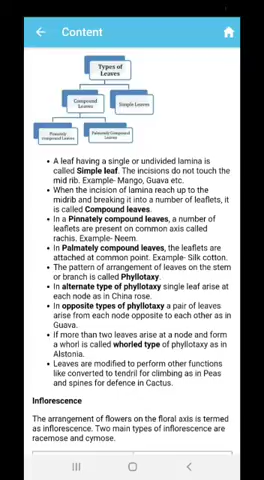 Content
Types of
Leaves
Compound
Leaves
Simple Leaves
Pinnately
compound Leaves
Palmately Compound
Leaves
A leaf having a single or undivided lamina is
called Simple leaf. The incisions do not touch the
mid rib. Example- Mango, Guava etc.
When the incision of lamina reach up to the
midrib and breaking it into a number of leaflets, it
is called Compound leaves.
In a Pinnately compound leaves, a number of
leaflets are present on common axis called
rachis. Example- Neem.
In Palmately compound leaves, the leaflets are
attached at common point. Example- Silk cotton.
The pattern of arrangement of leaves on the stem
or branch is called Phyllotaxy.
In alternate type of phyllotaxy single leaf arise at
each node as in China rose.
In opposite types of phyllotaxy a pair of leaves
arise from each node opposite to each other as in
Guava.
If more than two leaves arise at a node and form
a whorl is called whorled type of phyllotaxy as in
Alstonia.
Leaves are modified to perform other functions
like converted to tendril for climbing as in Peas
and spines for defence in Cactus.
Inflorescence
The arrangement of flowers on the floral axis is termed
as inflorescence. Two main types of inflorescence are
racemose and cymose.